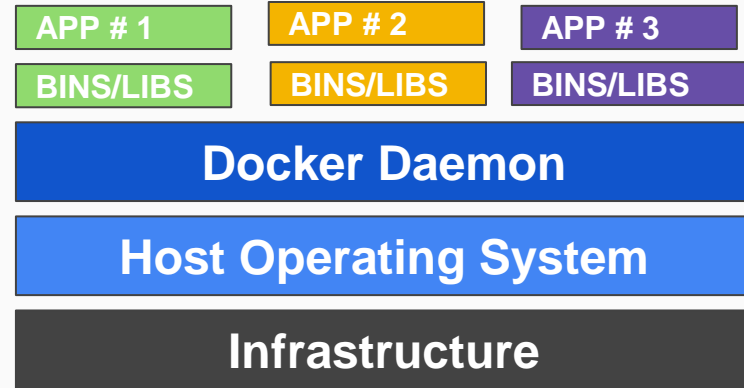 APP # 1 APP # 2 APP # 3
BINS/LIBS BINS/LIBS BINS/LIBS
Docker Daemon
Host Operating System
Infrastructure